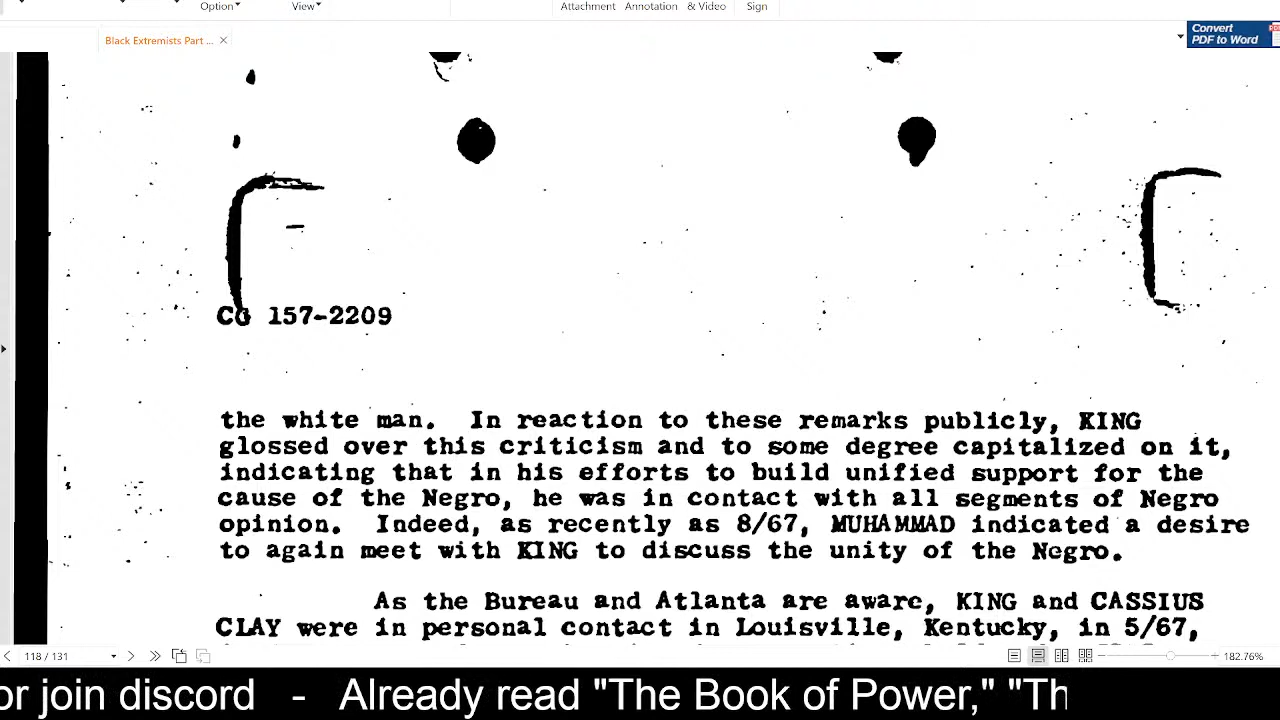 Option View Attachment Annotation & Video Sign
Black Extremists Part ...
Convert
PDF to Word
CG 157-2209
the white man. In reaction to these remarks publicly, KING
glossed over this criticism and to some degree capitalized on it,
indicating that in his efforts to build unified support for the
cause of the Negro, he was in contact with all segments of Negro
opinion. Indeed, as recently as 8/67, MUHAMMAD indicated a desire
to again meet with KING to discuss the unity of the Negro.
As the Bureau and Atlanta are aware, KING and CASSIUS
CLAY were in personal contact in Louisville, Kentucky, in 5/67,
118 / 131 182.76%
or join discord - Already read "The Book of Power," "Th